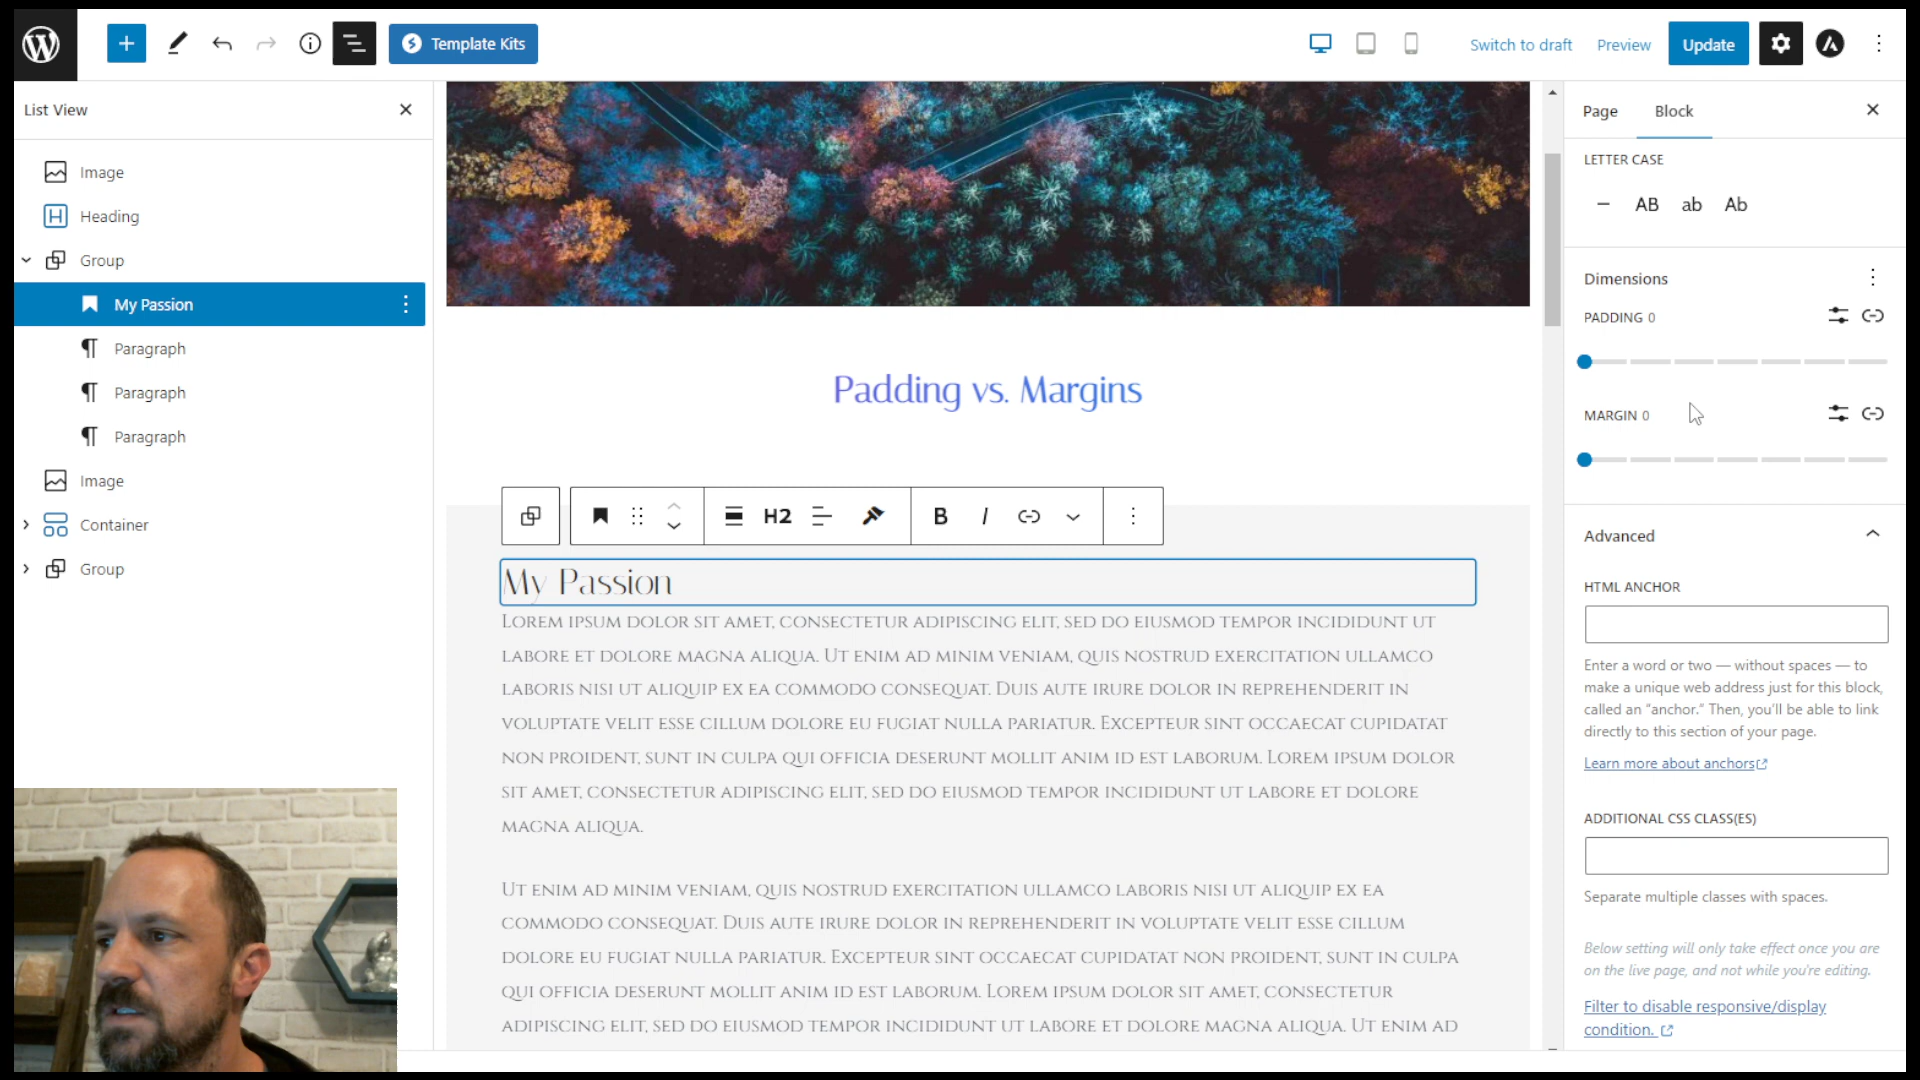 Template Kits
Switch to draft
Preview
Update
List View
Image
Heading
Group
My Passion
Paragraph
Paragraph
Paragraph
Image
Container
Group
Padding vs. Margins
H2
B
I
My Passion
Lorem ipsum dolor sit amet, consectetur adipiscing elit, sed do eiusmod tempor incididunt ut
labore et dolore magna aliqua. Ut enim ad minim veniam, quis nostrud exercitation ullamco
laboris nisi ut aliquip ex ea commodo consequat. Duis aute irure dolor in reprehenderit in
voluptate velit esse cillum dolore eu fugiat nulla pariatur. Excepteur sint occaecat cupidatat
non proident, sunt in culpa qui officia deserunt mollit anim id est laborum. Lorem ipsum dolor
sit amet, consectetur adipiscing elit, sed do eiusmod tempor incididunt ut labore et dolore
magna aliqua.
Ut enim ad minim veniam, quis nostrud exercitation ullamco laboris nisi ut aliquip ex ea
commodo consequat. Duis aute irure dolor in reprehenderit in voluptate velit esse cillum
dolore eu fugiat nulla pariatur. Excepteur sint occaecat cupidatat non proident, sunt in culpa
qui officia deserunt mollit anim id est laborum. Lorem ipsum dolor sit amet, consectetur
adipiscing elit, sed do eiusmod tempor incididunt ut labore et dolore magna aliqua. Ut enim ad
Page
Block
LETTER CASE
– AB ab Ab
Dimensions
PADDING 0
MARGIN 0
Advanced
HTML ANCHOR
Enter a word or two — without spaces — to
make a unique web address just for this block,
called an “anchor.” Then, you’ll be able to link
directly to this section of your page.
Learn more about anchors
ADDITIONAL CSS CLASS(ES)
Separate multiple classes with spaces.
Below setting will only take effect once you are
on the live page, and not while you're editing.
Filter to disable responsive/display
condition.